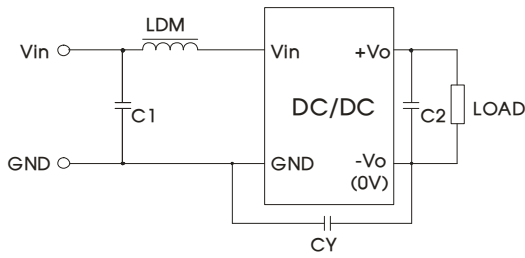 LDM
Vin
Vin
+Vo
C1
DC/DC
C2
LOAD
GND
GND
-Vo
(0V)
CY